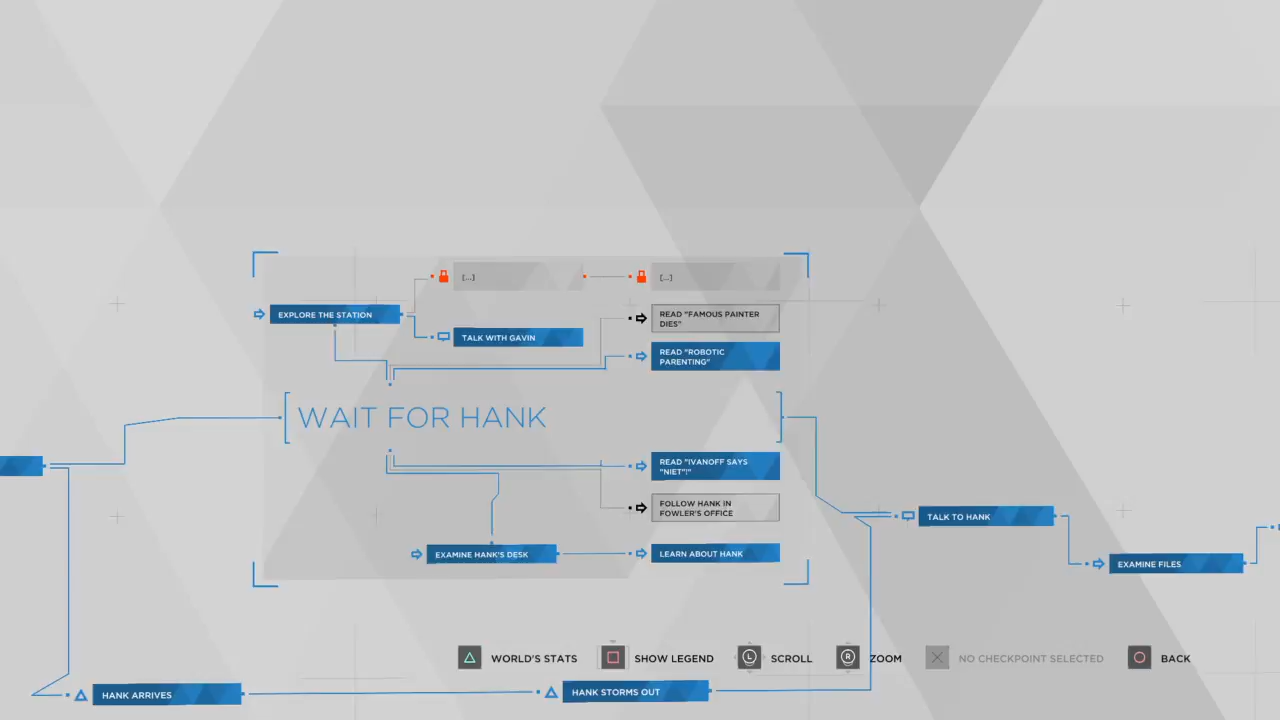 [...]
[...]
EXPLORE THE STATION
READ "FAMOUS PAINTER
DIES"
TALK WITH GAVIN
READ "ROBOTIC
PARENTING"
WAIT FOR HANK
READ "IVANOFF SAYS
"NIET"!"
FOLLOW HANK IN
FOWLER'S OFFICE
TALK TO HANK
EXAMINE HANK'S DESK
LEARN ABOUT HANK
EXAMINE FILES
WORLD'S STATS
SHOW LEGEND
L
SCROLL
R
ZOOM
NO CHECKPOINT SELECTED
BACK
HANK ARRIVES
HANK STORMS OUT